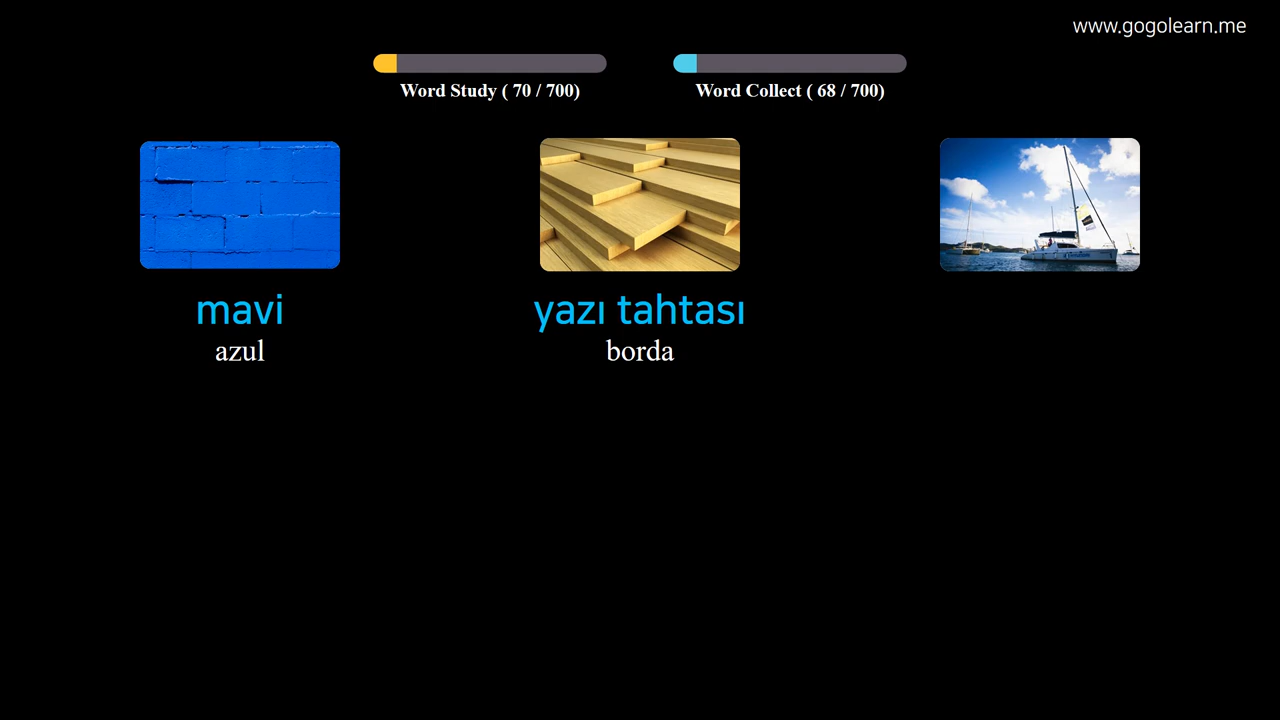 www.gogolearn.me
Word Study ( 70 / 700)
Word Collect ( 68 / 700)
mavi
azul
yazı tahtası
borda